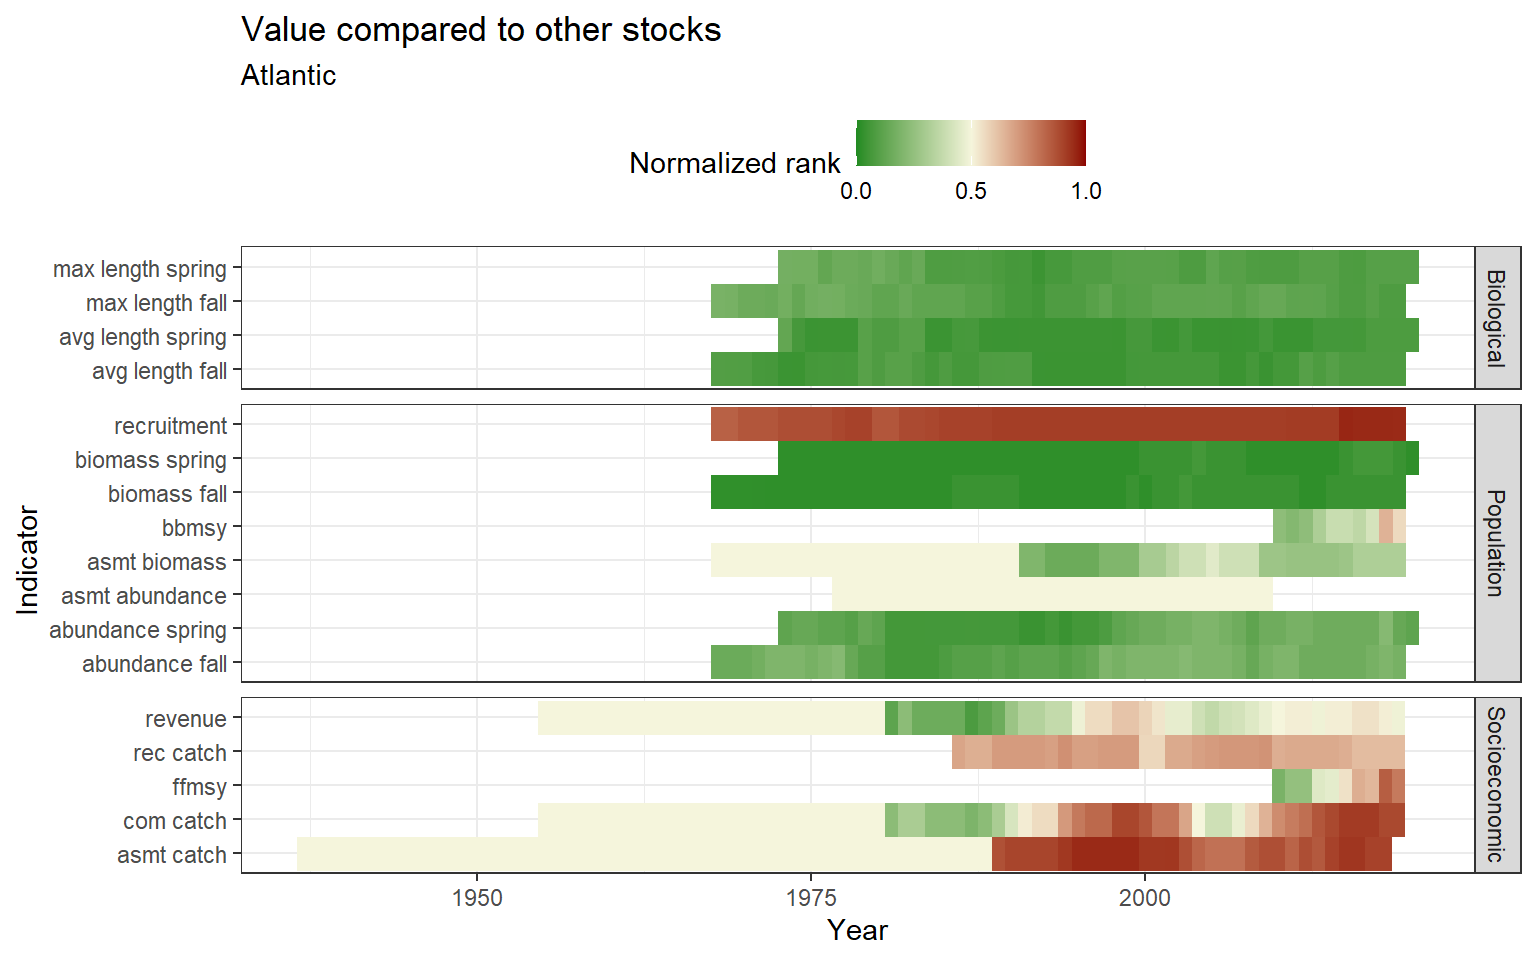 Value compared to other stocks
Atlantic
Normalized rank
0.0 0.5 1.0
max length spring
max length fall
avg length spring
avg length fall
Biological
recruitment
biomass spring
biomass fall
bbmsy
asmt biomass
asmt abundance
abundance spring
abundance fall
Population
revenue
rec catch
ffmsy
com catch
asmt catch
Socioeconomic
Indicator
1950 1975 2000
Year